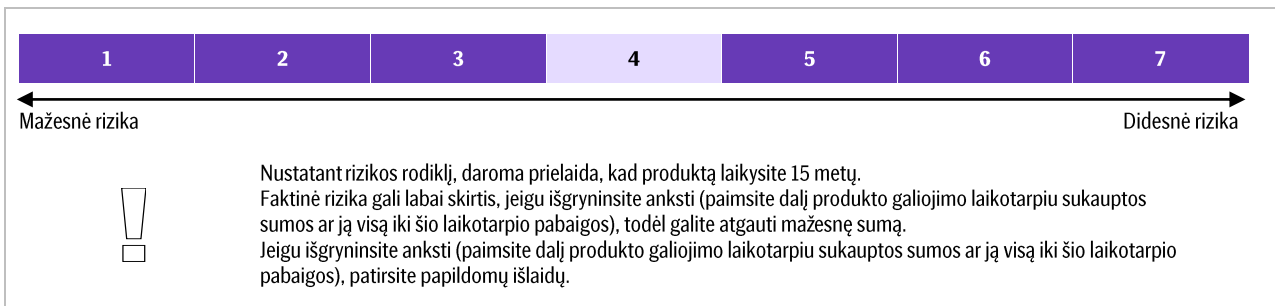 1 2 3 4 5 6 7
Mažesnė rizika Didesnė rizika
Nustatant rizikos rodiklį, daroma prielaida, kad produktą laikysite 15 metų.
Faktinė rizika gali labai skirtis, jeigu išgryninsite anksti (paimsite dalį produkto galiojimo laikotarpiu sukauptos
sumos ar ją visą iki šio laikotarpio pabaigos), todėl galite atgauti mažesnę sumą.
Jeigu išgryninsite anksti (paimsite dalį produkto galiojimo laikotarpiu sukauptos sumos ar ją visą iki šio laikotarpio
pabaigos), patirsite papildomų išlaidų.